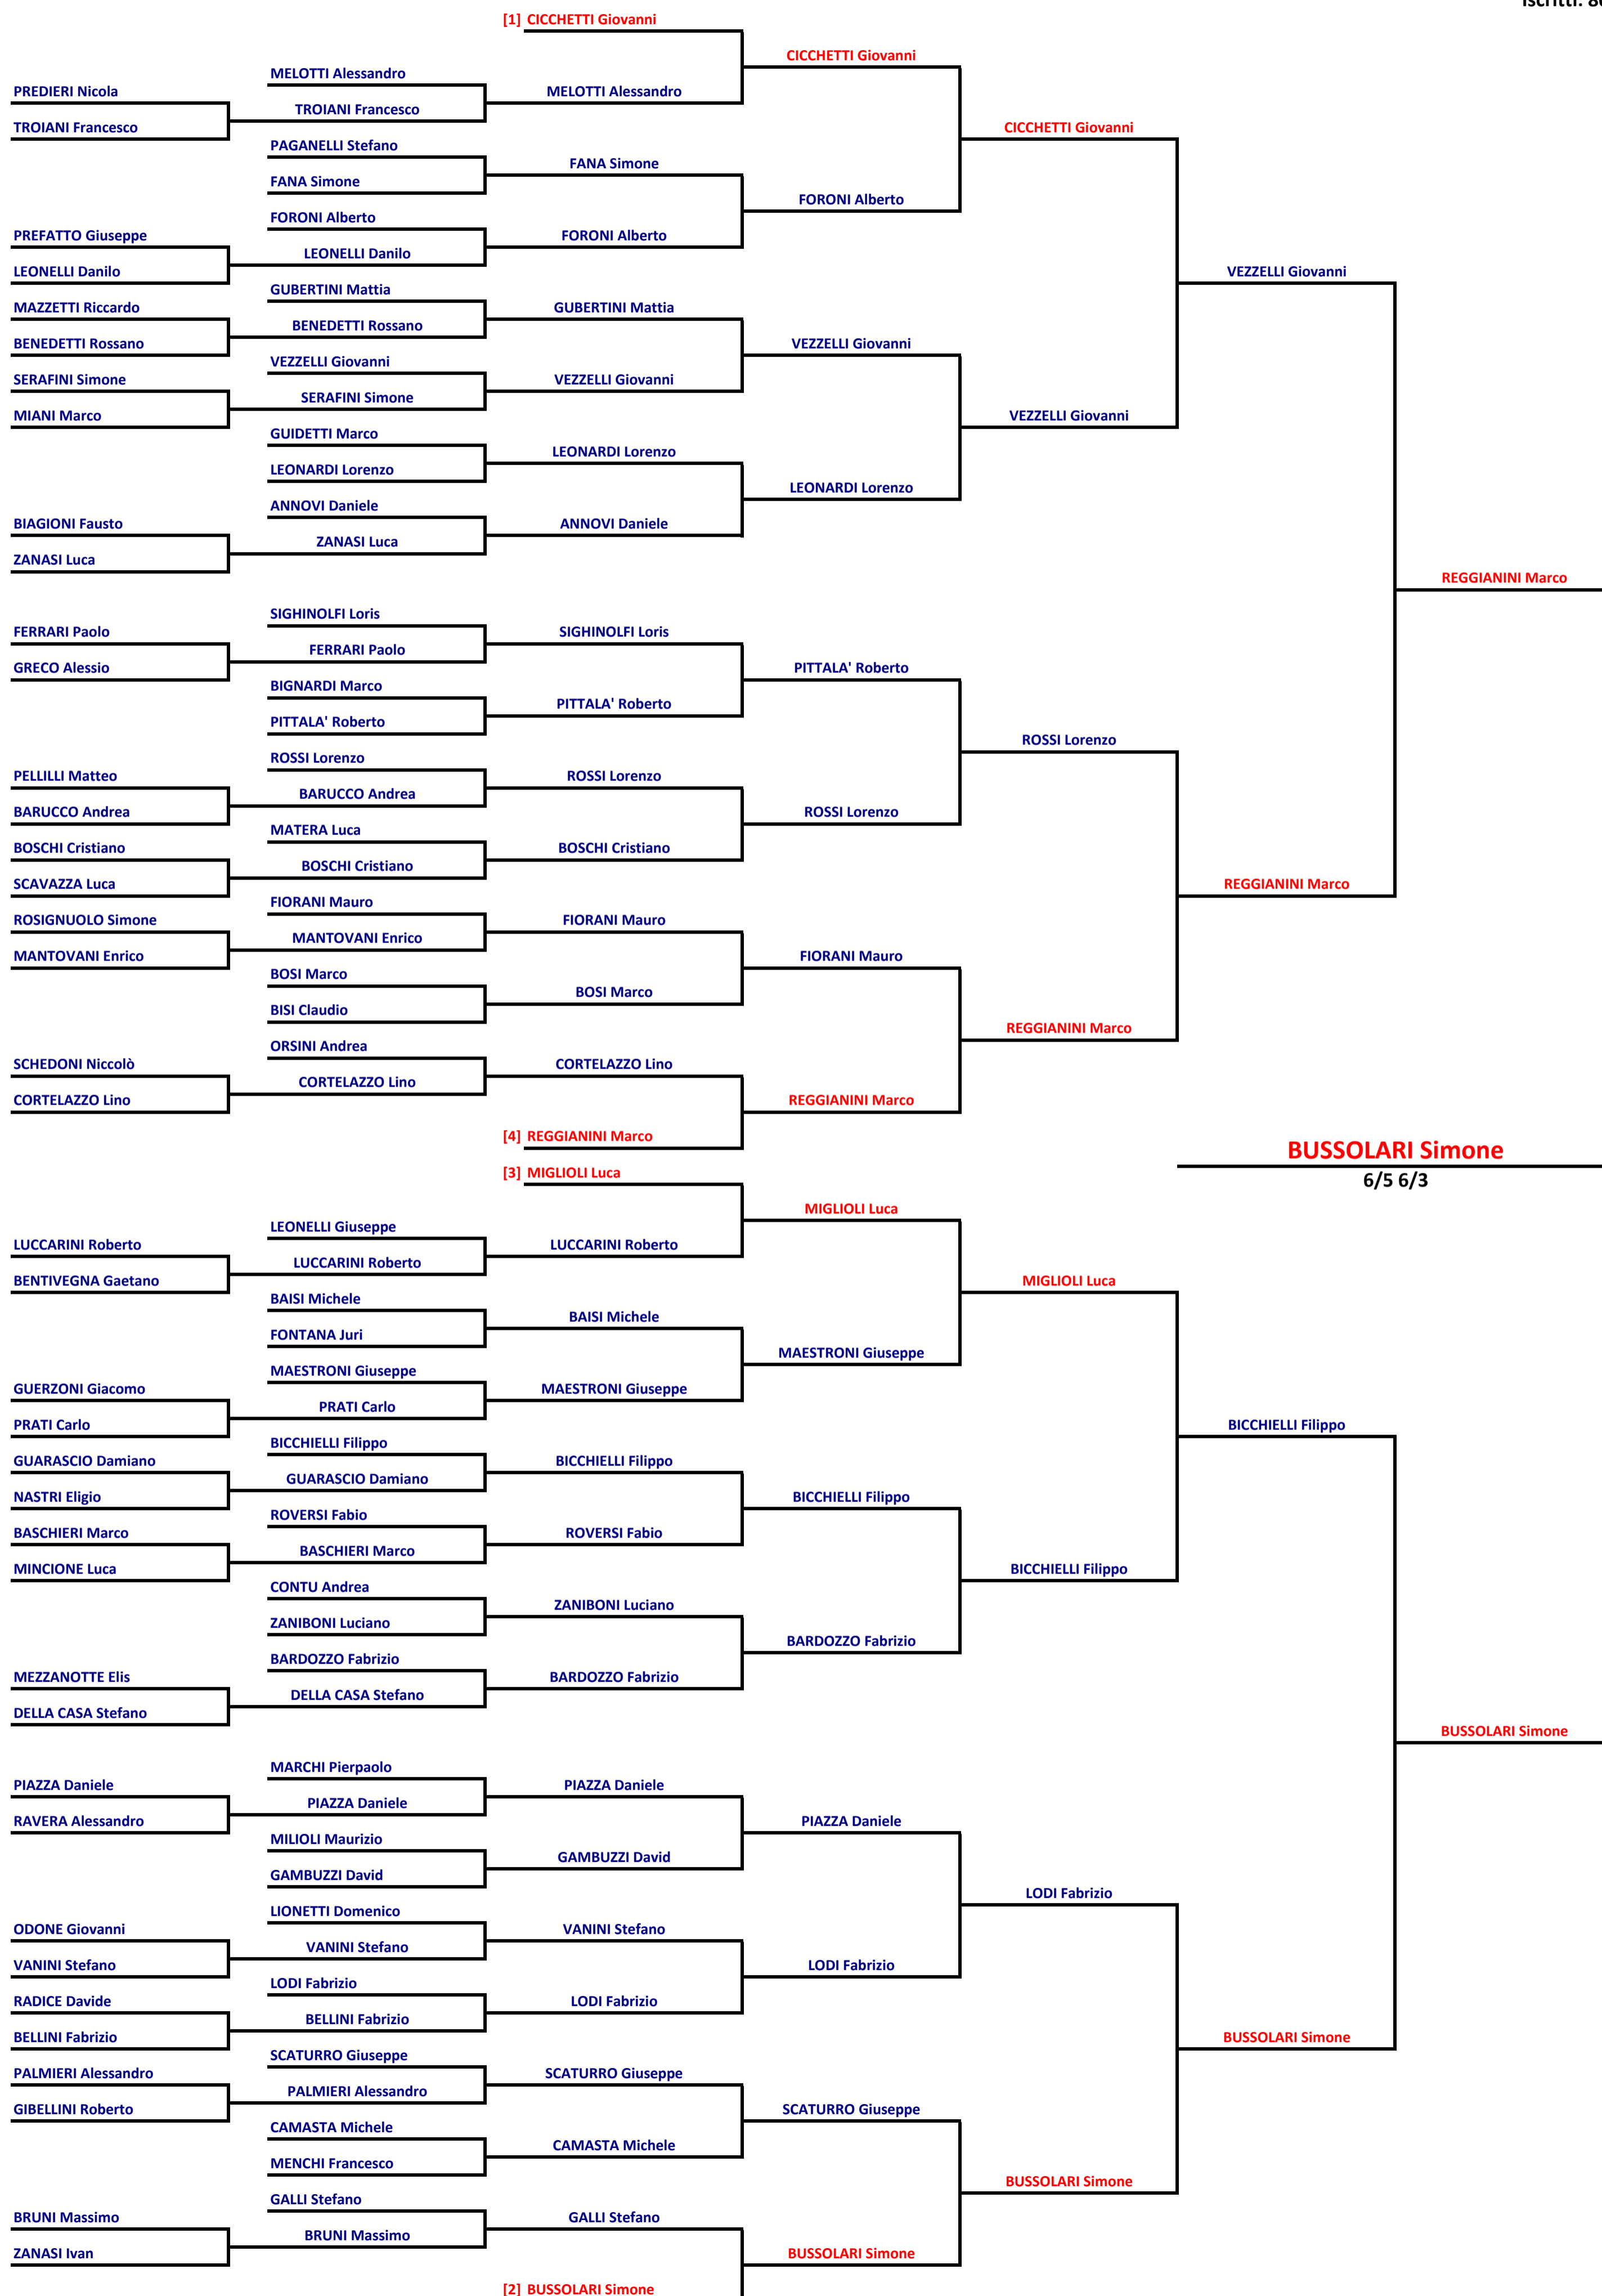 Iscritti: 8
[1] CICCHETTI Giovanni
CICCHETTI Giovanni
MELOTTI Alessandro
PREDIERI Nicola
MELOTTI Alessandro
TROIANI Francesco
TROIANI Francesco
CICCHETTI Giovanni
PAGANELLI Stefano
FANA Simone
FANA Simone
FORONI Alberto
FORONI Alberto
PREFATTO Giuseppe
FORONI Alberto
LEONELLI Danilo
LEONELLI Danilo
VEZZELLI Giovanni
GUBERTINI Mattia
MAZZETTI Riccardo
GUBERTINI Mattia
BENEDETTI Rossano
BENEDETTI Rossano
VEZZELLI Giovanni
VEZZELLI Giovanni
SERAFINI Simone
VEZZELLI Giovanni
SERAFINI Simone
MIANI Marco
VEZZELLI Giovanni
GUIDETTI Marco
LEONARDI Lorenzo
LEONARDI Lorenzo
LEONARDI Lorenzo
ANNOVI Daniele
BIAGIONI Fausto
ANNOVI Daniele
ZANASI Luca
ZANASI Luca
REGGIANINI Marco
SIGHINOLFI Loris
FERRARI Paolo
SIGHINOLFI Loris
FERRARI Paolo
GRECO Alessio
PITTALA' Roberto
BIGNARDI Marco
PITTALA' Roberto
PITTALA' Roberto
ROSSI Lorenzo
ROSSI Lorenzo
PELLILLI Matteo
ROSSI Lorenzo
BARUCCO Andrea
BARUCCO Andrea
ROSSI Lorenzo
MATERA Luca
BOSCHI Cristiano
BOSCHI Cristiano
BOSCHI Cristiano
SCAVAZZA Luca
REGGIANINI Marco
FIORANI Mauro
ROSIGNUOLO Simone
FIORANI Mauro
MANTOVANI Enrico
MANTOVANI Enrico
FIORANI Mauro
BOSI Marco
BOSI Marco
BISI Claudio
REGGIANINI Marco
ORSINI Andrea
SCHEDONI Niccolò
CORTELAZZO Lino
CORTELAZZO Lino
CORTELAZZO Lino
REGGIANINI Marco
[4] REGGIANINI Marco
BUSSOLARI Simone
[3] MIGLIOLI Luca
6/5 6/3
MIGLIOLI Luca
LEONELLI Giuseppe
LUCCARINI Roberto
LUCCARINI Roberto
LUCCARINI Roberto
BENTIVEGNA Gaetano
MIGLIOLI Luca
BAISI Michele
BAISI Michele
FONTANA Juri
MAESTRONI Giuseppe
MAESTRONI Giuseppe
GUERZONI Giacomo
MAESTRONI Giuseppe
PRATI Carlo
PRATI Carlo
BICCHIELLI Filippo
BICCHIELLI Filippo
GUARASCIO Damiano
BICCHIELLI Filippo
GUARASCIO Damiano
NASTRI Eligio
BICCHIELLI Filippo
ROVERSI Fabio
BASCHIERI Marco
ROVERSI Fabio
BASCHIERI Marco
MINCIONE Luca
BICCHIELLI Filippo
CONTU Andrea
ZANIBONI Luciano
ZANIBONI Luciano
BARDOZZO Fabrizio
BARDOZZO Fabrizio
MEZZANOTTE Elis
BARDOZZO Fabrizio
DELLA CASA Stefano
DELLA CASA Stefano
BUSSOLARI Simone
MARCHI Pierpaolo
PIAZZA Daniele
PIAZZA Daniele
PIAZZA Daniele
RAVERA Alessandro
PIAZZA Daniele
MILIOLI Maurizio
GAMBUZZI David
GAMBUZZI David
LODI Fabrizio
LIONETTI Domenico
ODONE Giovanni
VANINI Stefano
VANINI Stefano
VANINI Stefano
LODI Fabrizio
LODI Fabrizio
RADICE Davide
LODI Fabrizio
BELLINI Fabrizio
BELLINI Fabrizio
BUSSOLARI Simone
SCATURRO Giuseppe
PALMIERI Alessandro
SCATURRO Giuseppe
PALMIERI Alessandro
GIBELLINI Roberto
SCATURRO Giuseppe
CAMASTA Michele
CAMASTA Michele
MENCHI Francesco
BUSSOLARI Simone
GALLI Stefano
BRUNI Massimo
GALLI Stefano
BRUNI Massimo
ZANASI Ivan
BUSSOLARI Simone
[2] BUSSOLARI Simone